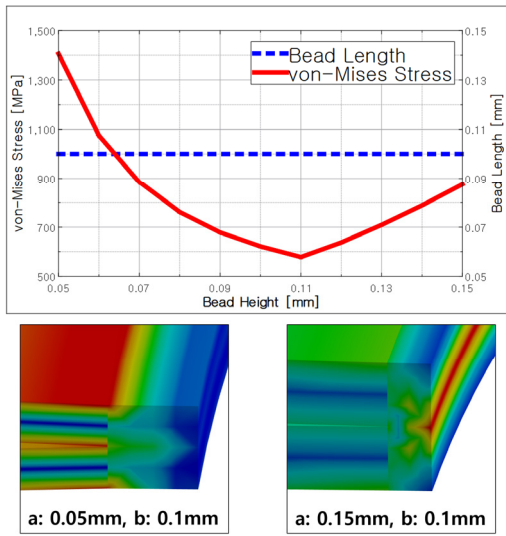 1,500
1,300
1,100
900
700
500
von-Mises Stress [MPa]
Bead Length
von-Mises Stress
0.15
0.13
0.11
0.09
0.07
0.05
Bead Length [mm]
0.05
0.07
0.09
0.11
0.13
0.15
Bead Height [mm]
a: 0.05mm, b: 0.1mm
a: 0.15mm, b: 0.1mm